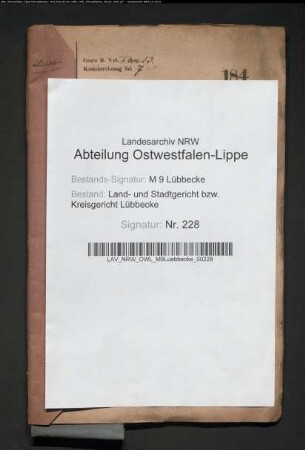 184
Landesarchiv NRW
Abteilung Ostwestfalen-Lippe
Bestands-Signatur: M 9 Lübbecke
Bestand: Land- und Stadtgericht bzw.
Kreisgericht Lübbecke
Signatur: Nr. 228
LAV_NRW_OWL_M9Luebbecke_00228